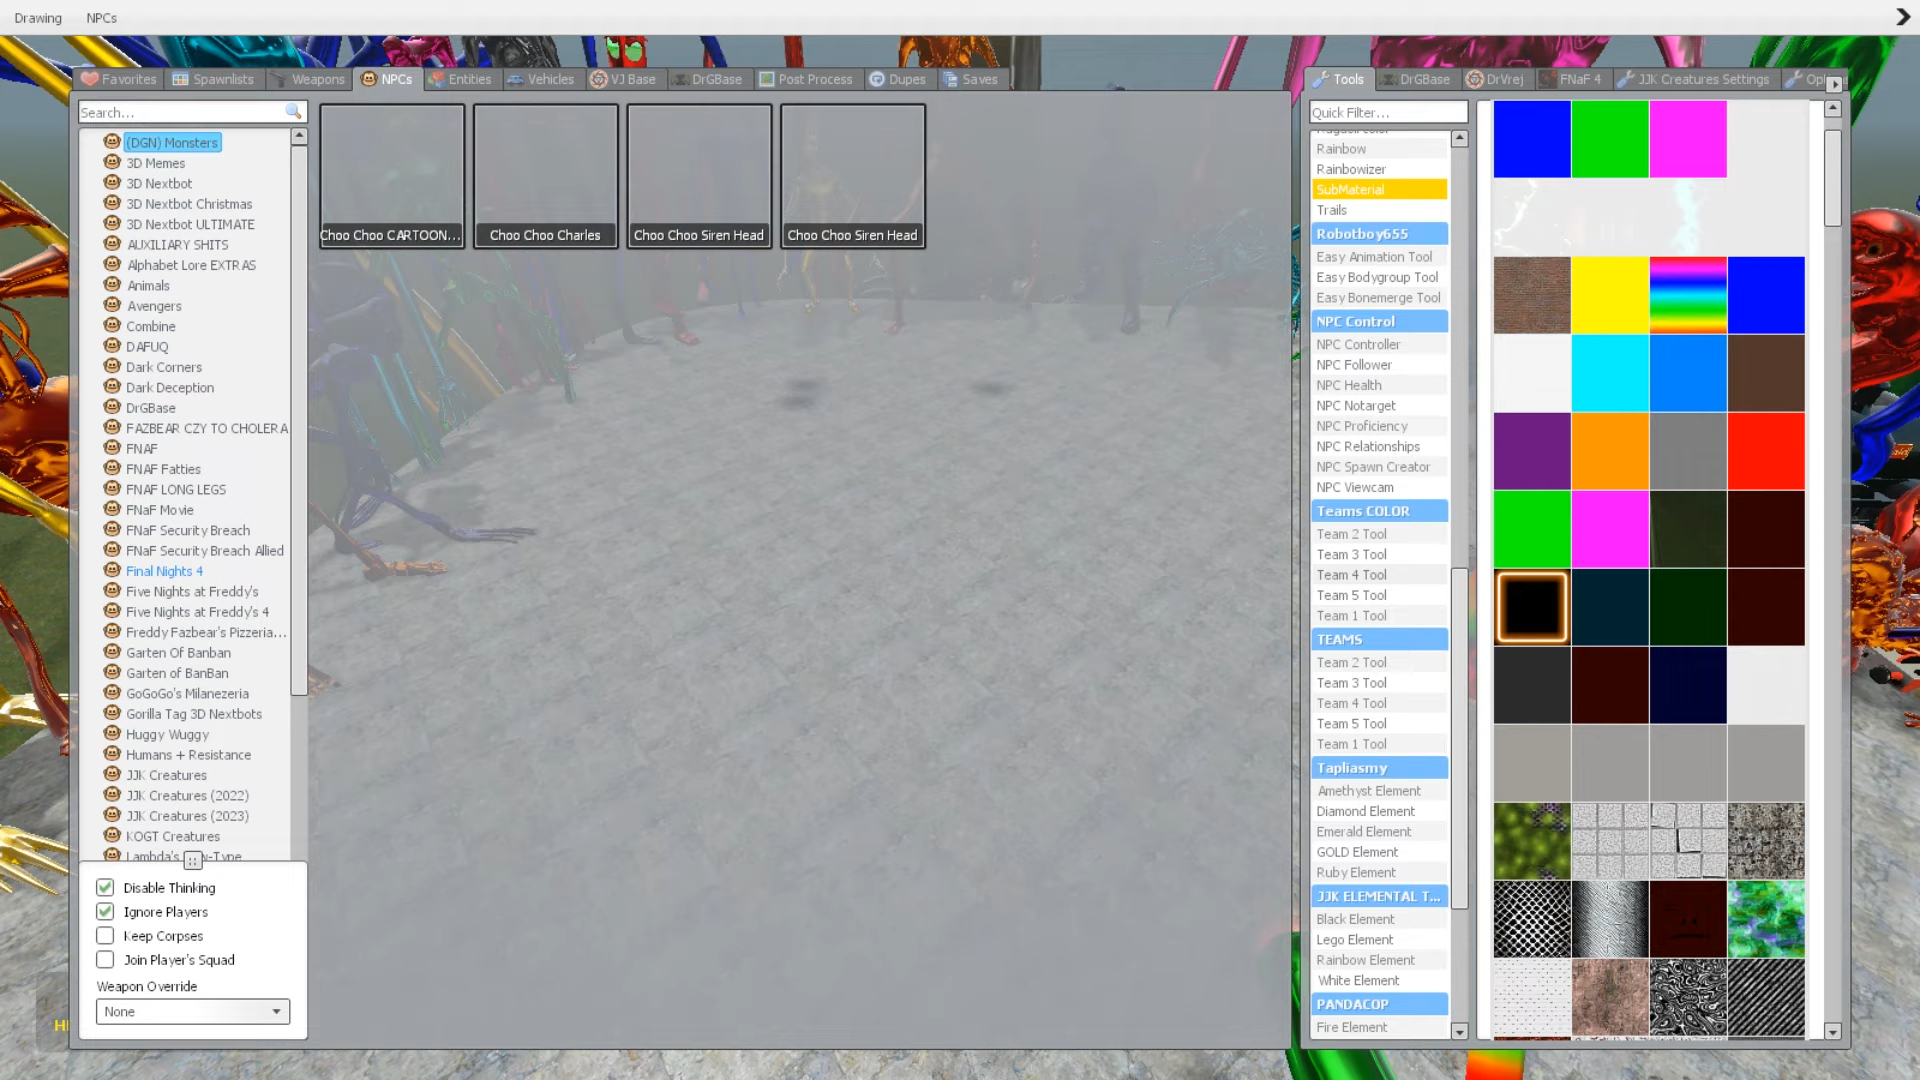 Drawing NPCs
Favorites Spawnlists Weapons NPCs Entities Vehicles VJ Base DrGBase Post Process Dupes Saves
Tools DrGBase DrVrej FNaF 4 JJK Creatures Settings
Search...
(DGN) Monsters
3D Memes
3D Nextbot
3D Nextbot Christmas
3D Nextbot ULTIMATE
AUXILIARY SHITS
Alphabet Lore EXTRAS
Animals
Avengers
Combine
DAFUQ
Dark Corners
Dark Deception
DrGBase
FAZBEAR CZY TO CHOLERA
FNAF
FNAF Fatties
FNAF LONG LEGS
FNAF Movie
FNaF Security Breach
FNaF Security Breach Allied
Final Nights 4
Five Nights at Freddy's
Five Nights at Freddy's 4
Freddy Fazbear's Pizzeria...
Garten Of Banban
Garten of BanBan
GoGoGo's Milanezeria
Gorilla Tag 3D Nextbots
Huggy Wuggy
Humans + Resistance
JJK Creatures
JJK Creatures (2022)
JJK Creatures (2023)
KOGT Creatures
Disable Thinking
Ignore Players
Keep Corpses
Join Player's Squad
Weapon Override
None
Choo Choo CARTOON...
Choo Choo Charles
Choo Choo Siren Head
Choo Choo Siren Head
Quick Filter...
Rainbow
Rainbowizer
SubMaterial
Trails
Robotboy655
Easy Animation Tool
Easy Bodygroup Tool
Easy Bonemerge Tool
NPC Control
NPC Controller
NPC Follower
NPC Health
NPC Notarget
NPC Proficiency
NPC Relationships
NPC Spawn Creator
NPC Viewcam
Teams COLOR
Team 2 Tool
Team 3 Tool
Team 4 Tool
Team 5 Tool
Team 1 Tool
TEAMS
Team 2 Tool
Team 3 Tool
Team 4 Tool
Team 5 Tool
Team 1 Tool
Tapliasmy
Amethyst Element
Diamond Element
Emerald Element
GOLD Element
Ruby Element
JJK ELEMENTAL T...
Black Element
Lego Element
Rainbow Element
White Element
PANDACOP
Fire Element